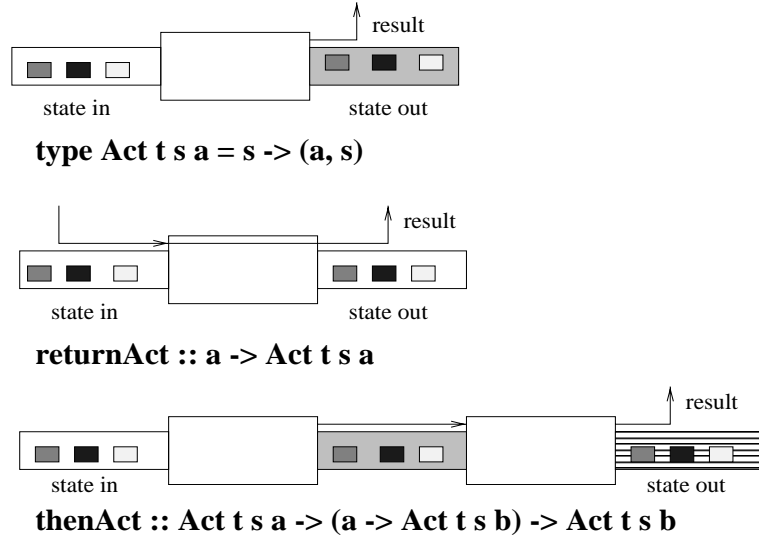 result
state in
state out
type Act t s a = s -> (a, s)
result
state in
state out
returnAct :: a -> Act t s a
result
state in
state out
thenAct :: Act t s a -> (a -> Act t s b) -> Act t s b